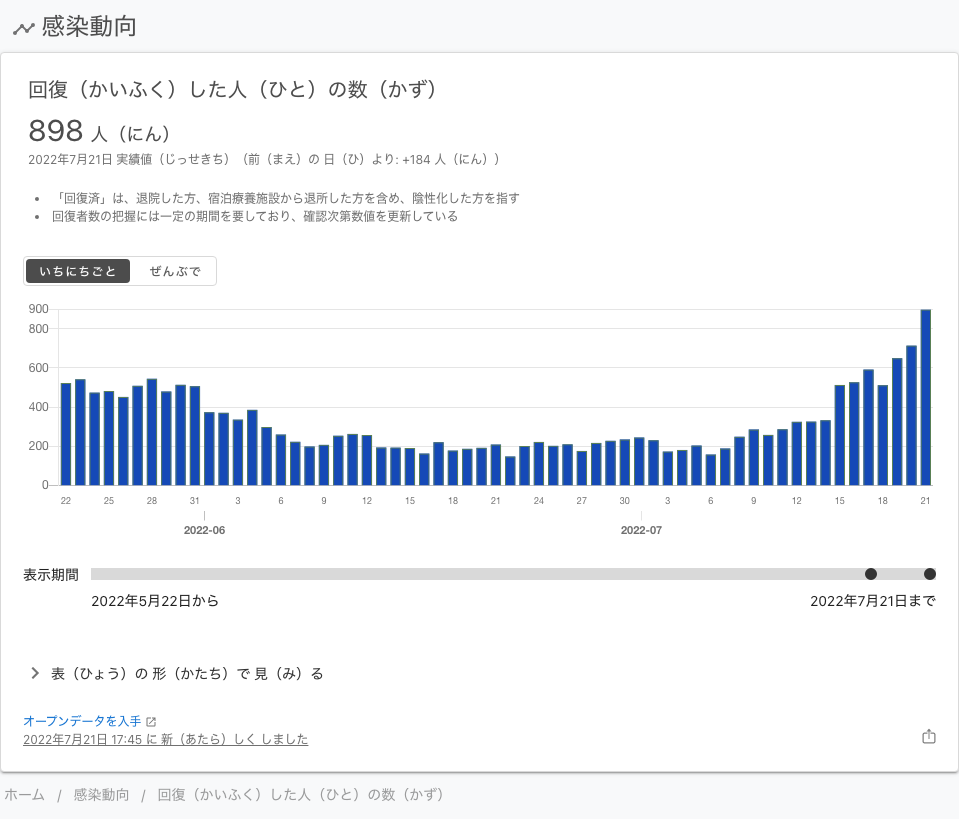 感染動向
回復（かいふく）した人（ひと）の数（かず）
898 人（にん）
2022年7月21日 実績値（じっせきち）（前（まえ）の 日（ひ）より: +184 人（にん））
「回復済」は、退院した方、宿泊療養施設から退所した方を含め、陰性化した方を指す
回復者数の把握には一定の期間を要しており、確認次第数値を更新している
いちにちごと ぜんぶで
900
800
600
400
200
0
22 25 28 31 3 6 9 12 15 18 21 24 27 30 3 6 9 12 15 18 21
2022-06 2022-07
表示期間
2022年5月22日から 2022年7月21日まで
表（ひょう）の 形（かたち）で 見（み）る
オープンデータを入手
2022年7月21日 17:45 に 新（あたら）しく しました
ホーム / 感染動向 / 回復（かいふく）した人（ひと）の数（かず）